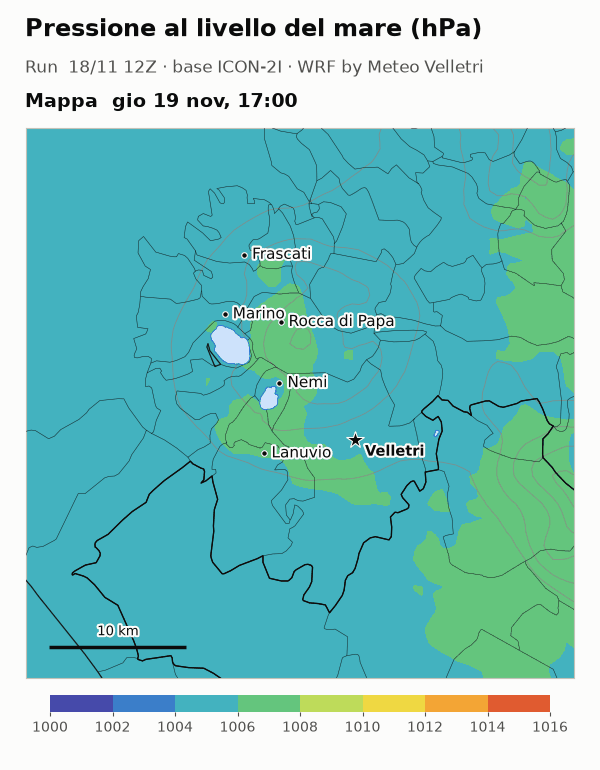 Pressione al livello del mare (hPa)
Run  18/11 12Z · base ICON-2I · WRF by Meteo Velletri
Mappa  gio 19 nov, 17:00
Frascati
Marino
Rocca di Papa
Nemi
Velletri
Lanuvio
10 km
1000 1002 1004 1006 1008 1010 1012 1014 1016